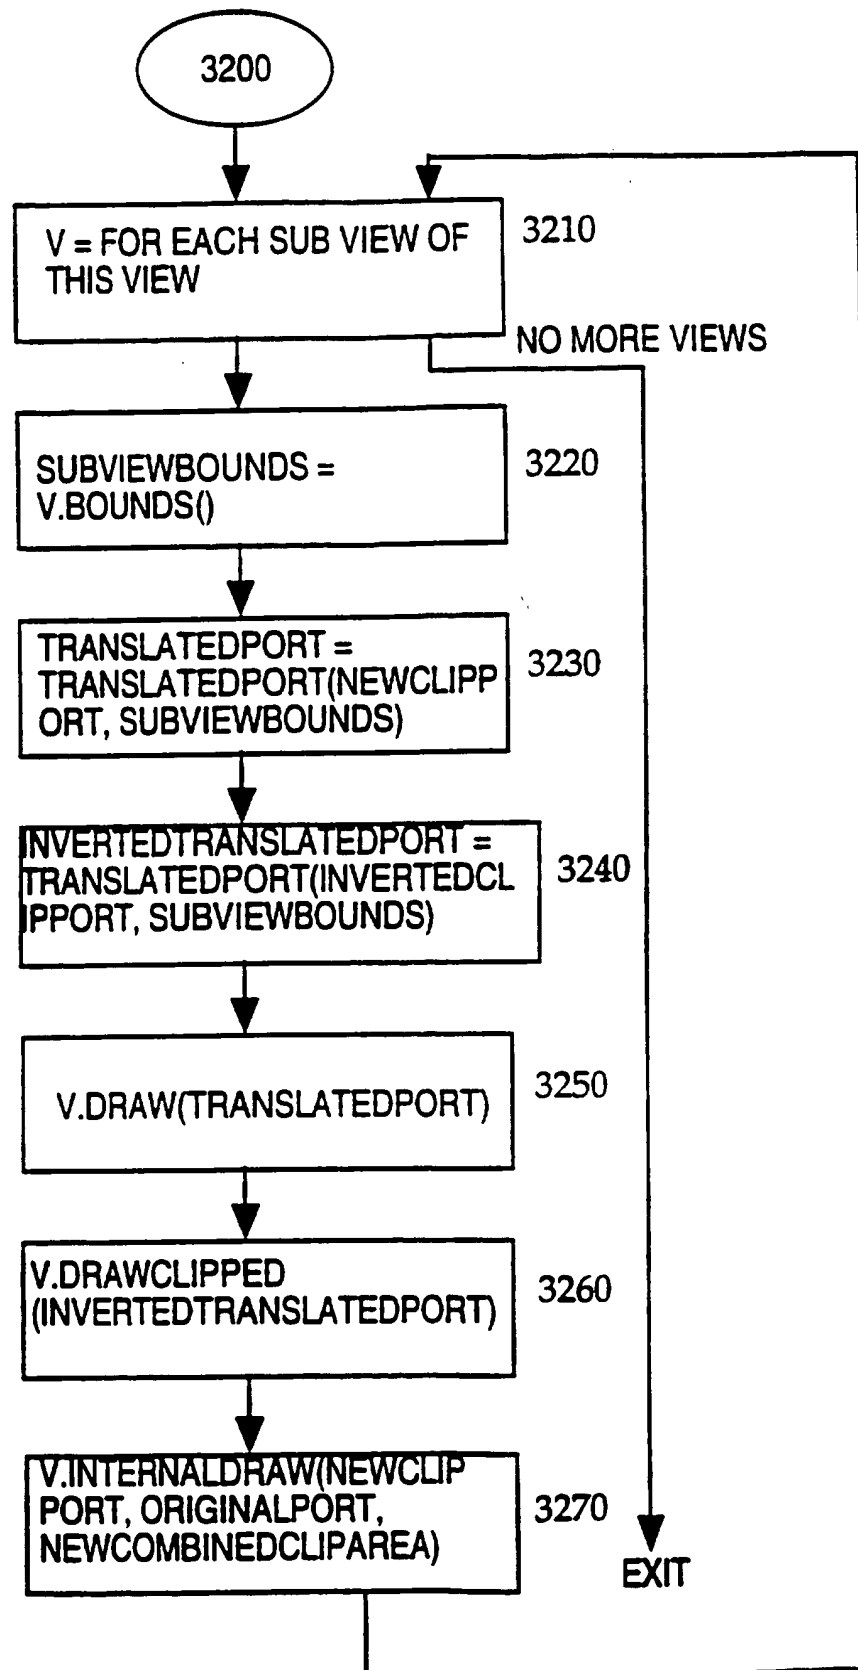 3200
V = FOR EACH SUB VIEW OF
THIS VIEW
3210
NO MORE VIEWS
SUBVIEWBOUNDS =
V.BOUNDS()
3220
TRANSLATEDPORT =
TRANSLATEDPORT(NEWCLIPP
ORT, SUBVIEWBOUNDS)
3230
INVERTEDTRANSLATEDPORT =
TRANSLATEDPORT(INVERTEDCL
IPPORT, SUBVIEWBOUNDS)
3240
V.DRAW(TRANSLATEDPORT)
3250
V.DRAWCLIPPED
(INVERTEDTRANSLATEDPORT)
3260
V.INTERNALDRAW(NEWCLIP
PORT, ORIGINALPORT,
NEWCOMBINEDCLIPAREA)
3270
EXIT